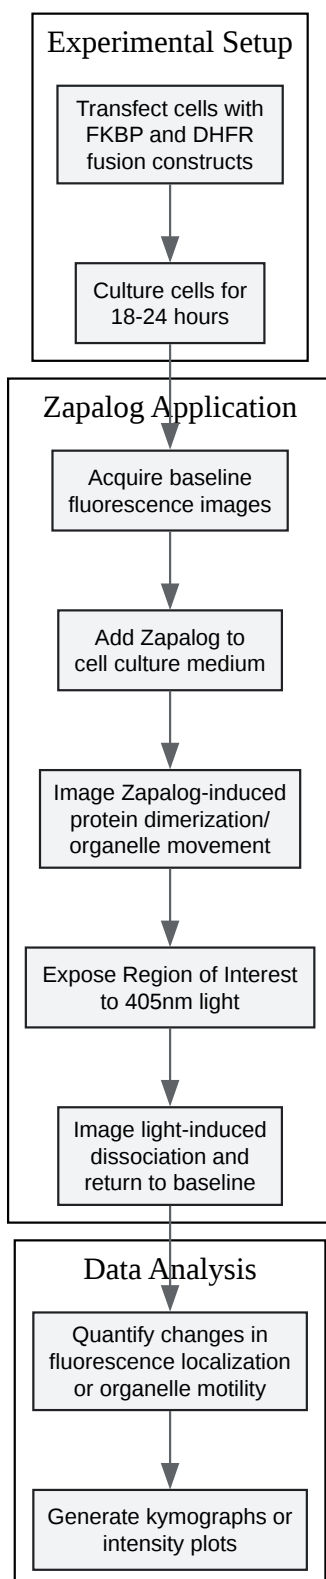 Experimental Setup
Transfect cells with
FKBP and DHFR
fusion constructs
Culture cells for
18-24 hours
Zapalog Application
Acquire baseline
fluorescence images
Add Zapalog to
cell culture medium
Image Zapalog-induced
protein dimerization/
organelle movement
Expose Region of Interest
to 405nm light
Image light-induced
dissociation and
return to baseline
Data Analysis
Quantify changes in
fluorescence localization
or organelle motility
Generate kymographs or
intensity plots